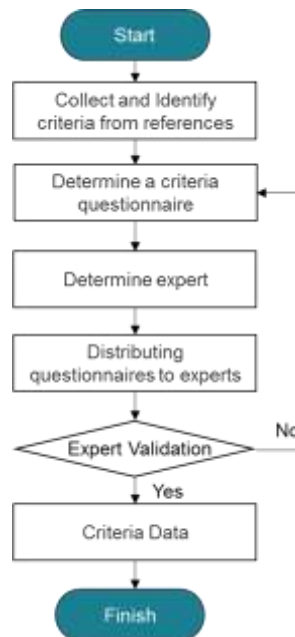 Start
Collect and Identify
criteria from references
Determine a criteria
questionnaire
Determine expert
Distributing
questionnaires to experts
Expert Validation
No
Yes
Criteria Data
Finish